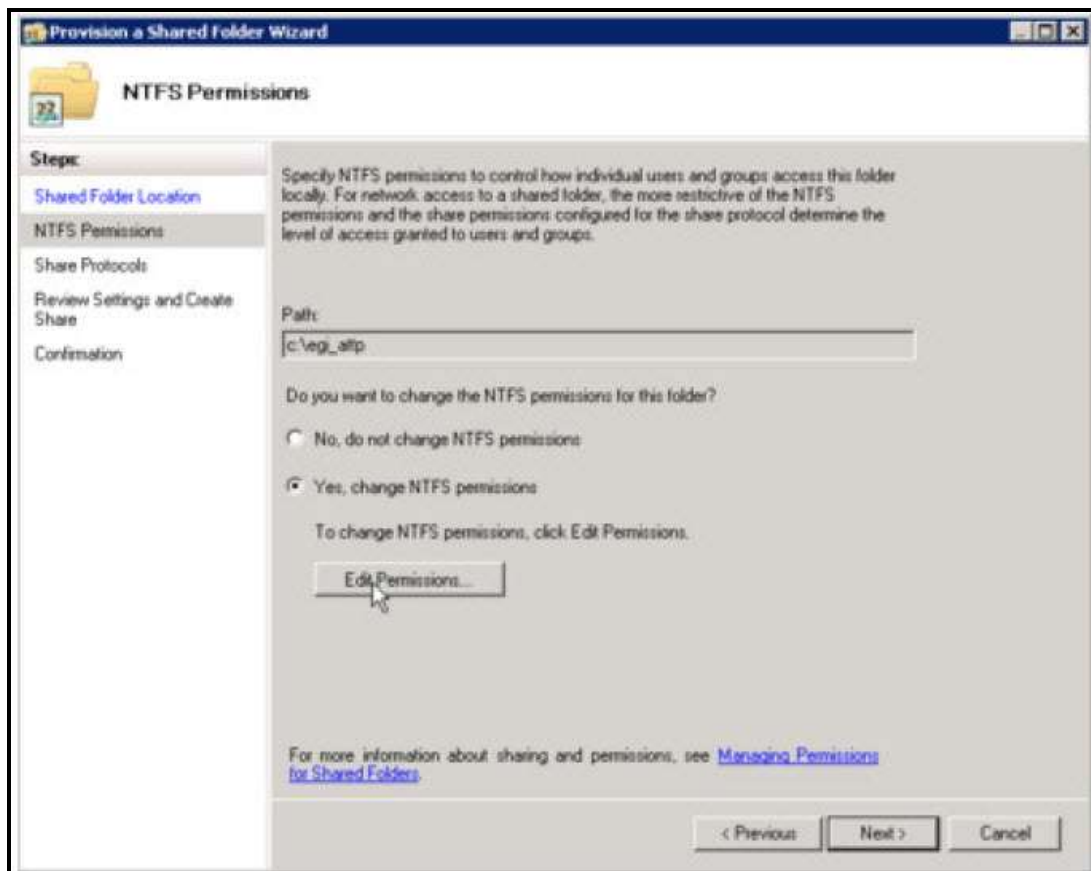 Provision a Shared Folder Wizard
NTFS Permissions
Steps:
Shared Folder Location
NTFS Permissions
Share Protocols
Review Settings and Create
Share
Confirmation
Specify NTFS permissions to control how individual users and groups access this folder
locally. For network access to a shared folder, the more restrictive of the NTFS
permissions and the share permissions configured for the share protocol determine the
level of access granted to users and groups.
Path:
Do you want to change the NTFS permissions for this folder?
No, do not change NTFS permissions
Yes, change NTFS permissions
To change NTFS permissions, click Edit Permissions.
Edit Permissions...
For more information about sharing and permissions, see Managing Permissions
for Shared Folders.
< Previous
Next >
Cancel